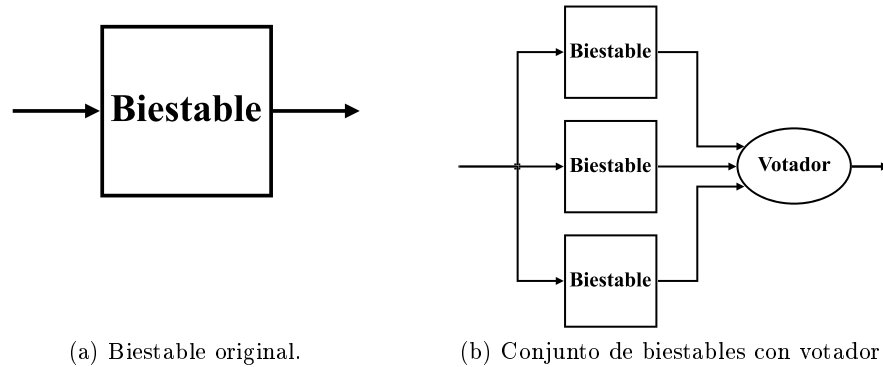 Biestable
(a) Biestable original.
Biestable
Biestable
Votador
Biestable
(b) Conjunto de biestables con votador